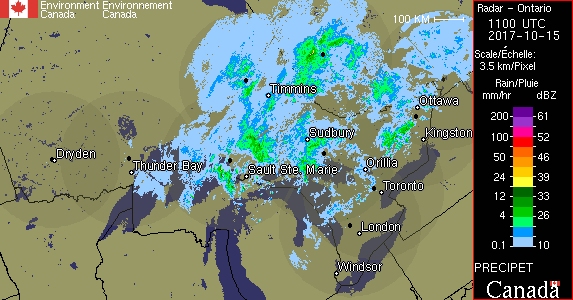 Environment Environnement
Canada Canada
100 KM
Timmins
Ottawa
Sudbury
Kingston
Dryden
Thunder Bay
Sault Ste. Marie
Orillia
Toronto
London
Windsor
Radar - Ontario
1100 UTC
2017-10-15
Scale/Échelle:
3.5 km/Pixel
Rain/Pluie
mm/hr dBZ
200 61
100 57
50 52
50 46
24 39
12 33
4 26
0.1 10
PRECIPET
Canada